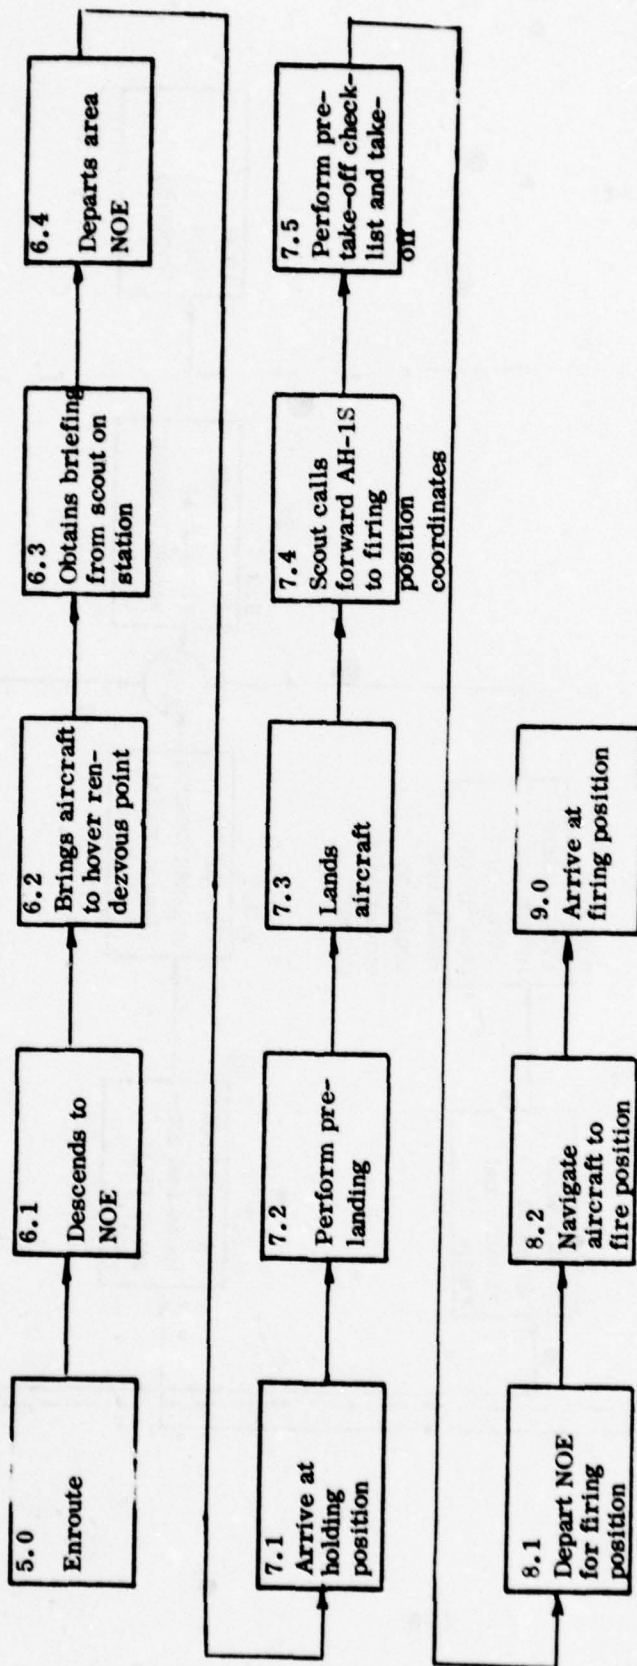 5.0
Enroute
6.1
Descends to
NOE
6.2
Brings aircraft
to hover ren-
dezvous point
6.3
Obtains briefing
from scout on
station
6.4
Departs area
NOE
7.1
Arrive at
holding
position
7.2
Perform pre-
landing
7.3
Lands
aircraft
7.4
Scout calls
forward AH-1S
to firing
position
coordinates
7.5
Perform pre-
take-off check-
list and take-
off
8.1
Depart NOE
for firing
position
8.2
Navigate
aircraft to
fire position
9.0
Arrive at
firing position